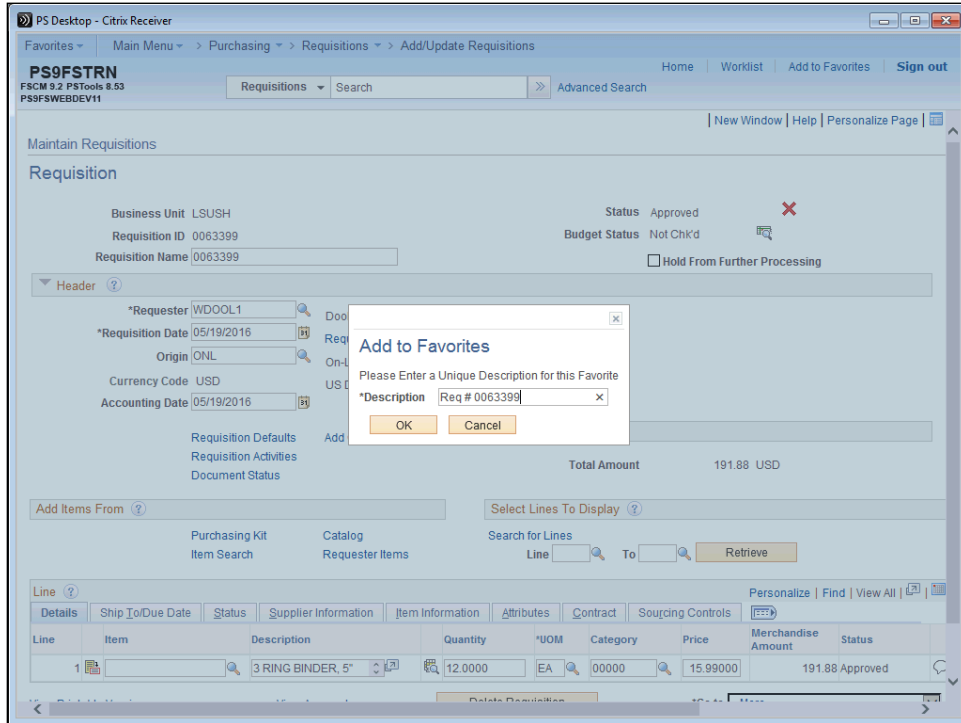 PS Desktop - Citrix Receiver
Favorites Main Menu > Purchasing > Requisitions > Add/Update Requisitions
PS9FSTRN
FSCM 9.2 PSTools 8.53
PS9FSWEBDEV11
Home Worklist Add to Favorites Sign out
Requisitions Search Advanced Search
New Window | Help | Personalize Page |
Maintain Requisitions
Requisition
Business Unit LSUSH Status Approved
Requisition ID 0063399 Budget Status Not Chk'd
Requisition Name 0063399 Hold From Further Processing
Header
*Requester WDOOL1
*Requisition Date 05/19/2016
Origin ONL
Currency Code USD
Accounting Date 05/19/2016
Add to Favorites
Please Enter a Unique Description for this Favorite
*Description Req # 0063399
OK Cancel
Requisition Defaults Add
Requisition Activities
Document Status
Total Amount 191.88 USD
Add Items From Select Lines To Display
Purchasing Kit Catalog Search for Lines
Item Search Requester Items Line To Retrieve
Line Personalize | Find | View All |
Details Ship To/Due Date Status Supplier Information Item Information Attributes Contract Sourcing Controls
Line Item Description Quantity *UOM Category Price Merchandise Amount Status
1 3 RING BINDER, 5" 12.0000 EA 00000 15.99000 191.88 Approved
Delete Requisition